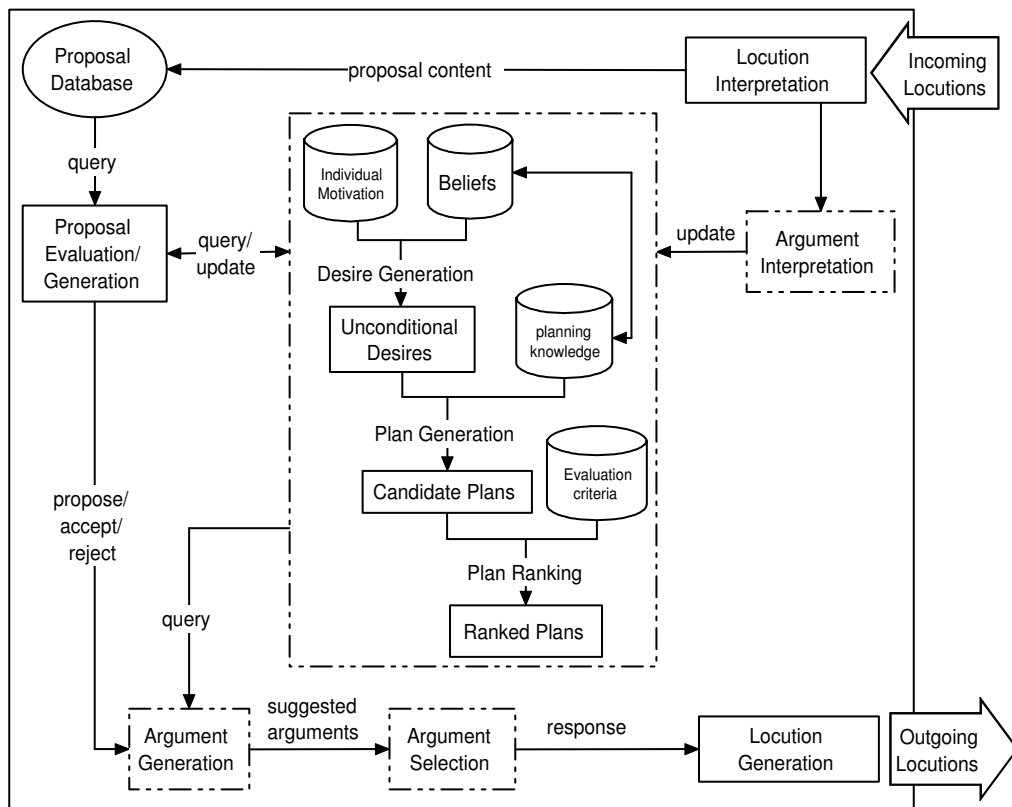 Proposal
Database
proposal content
Locution
Interpretation
Incoming
Locutions
query
Individual
Motivation
Beliefs
Proposal
Evaluation/
Generation
query/
update
update
Argument
Interpretation
Desire Generation
Unconditional
Desires
planning
knowledge
Plan Generation
Candidate Plans
Evaluation
criteria
propose/
accept/
reject
Plan Ranking
Ranked Plans
query
Argument
Generation
suggested
arguments
Argument
Selection
response
Locution
Generation
Outgoing
Locutions